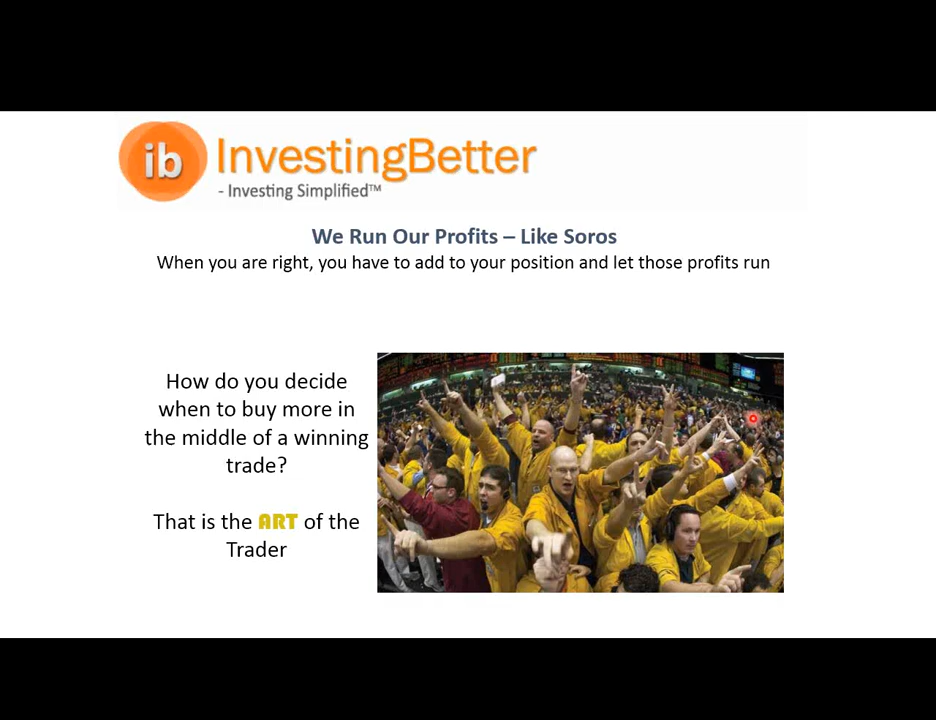 ib InvestingBetter
- Investing Simplified™
We Run Our Profits – Like Soros
When you are right, you have to add to your position and let those profits run
How do you decide
when to buy more in
the middle of a winning
trade?
That is the ART of the
Trader